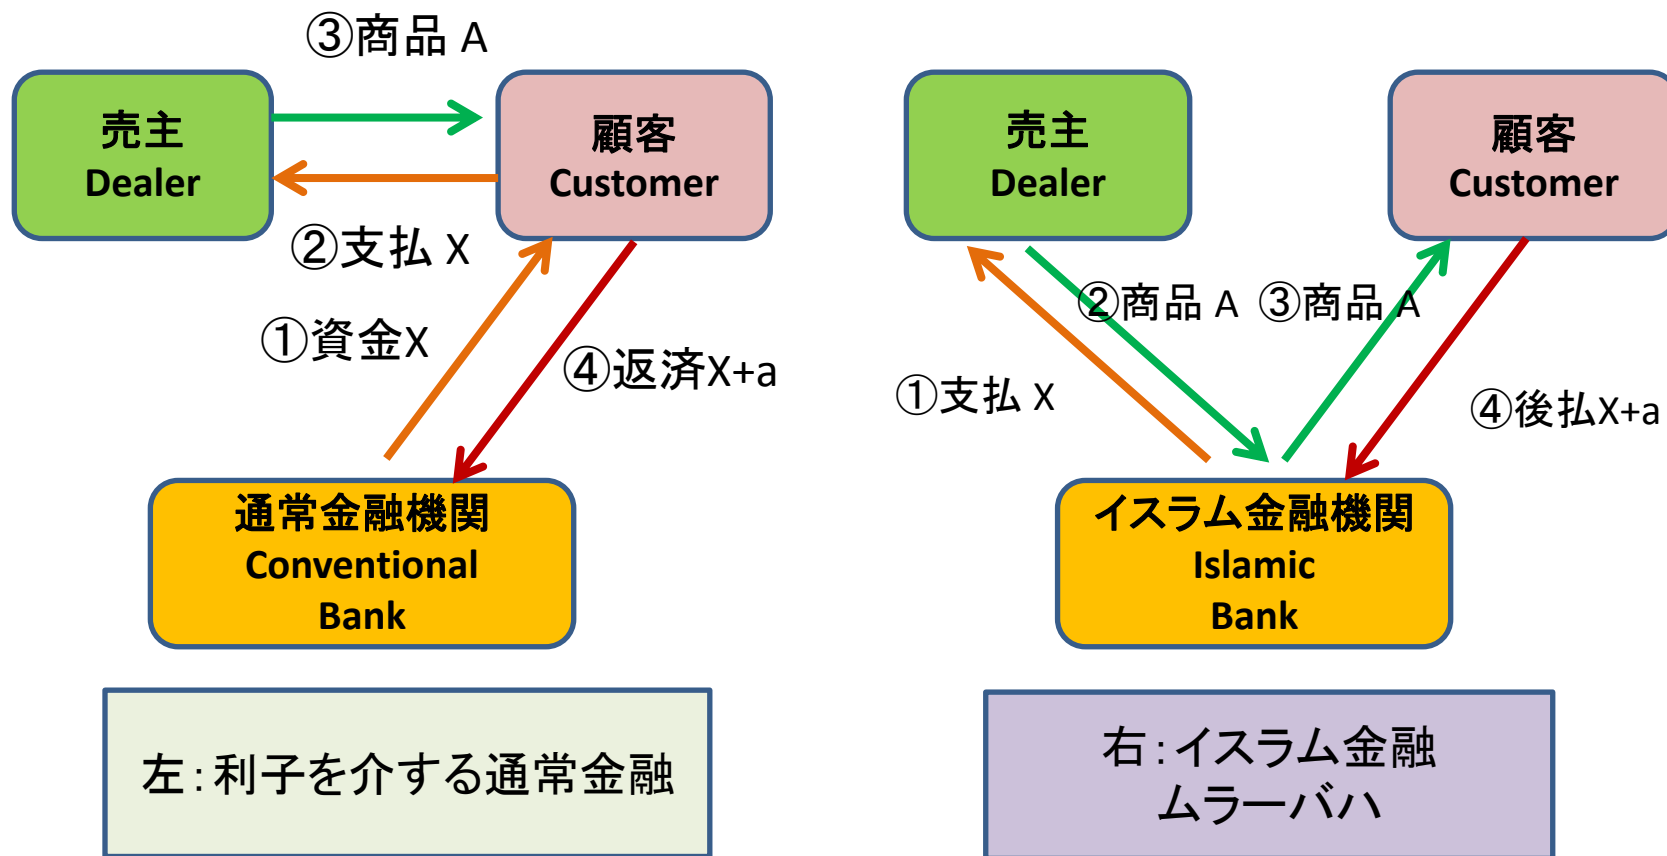 ③商品 A
売主
Dealer
顧客
Customer
②支払 X
①資金X
④返済X+a
通常金融機関
Conventional
Bank
左：利子を介する通常金融
売主
Dealer
顧客
Customer
②商品 A
③商品 A
①支払 X
④後払X+a
イスラム金融機関
Islamic
Bank
右：イスラム金融
ムラーバハ